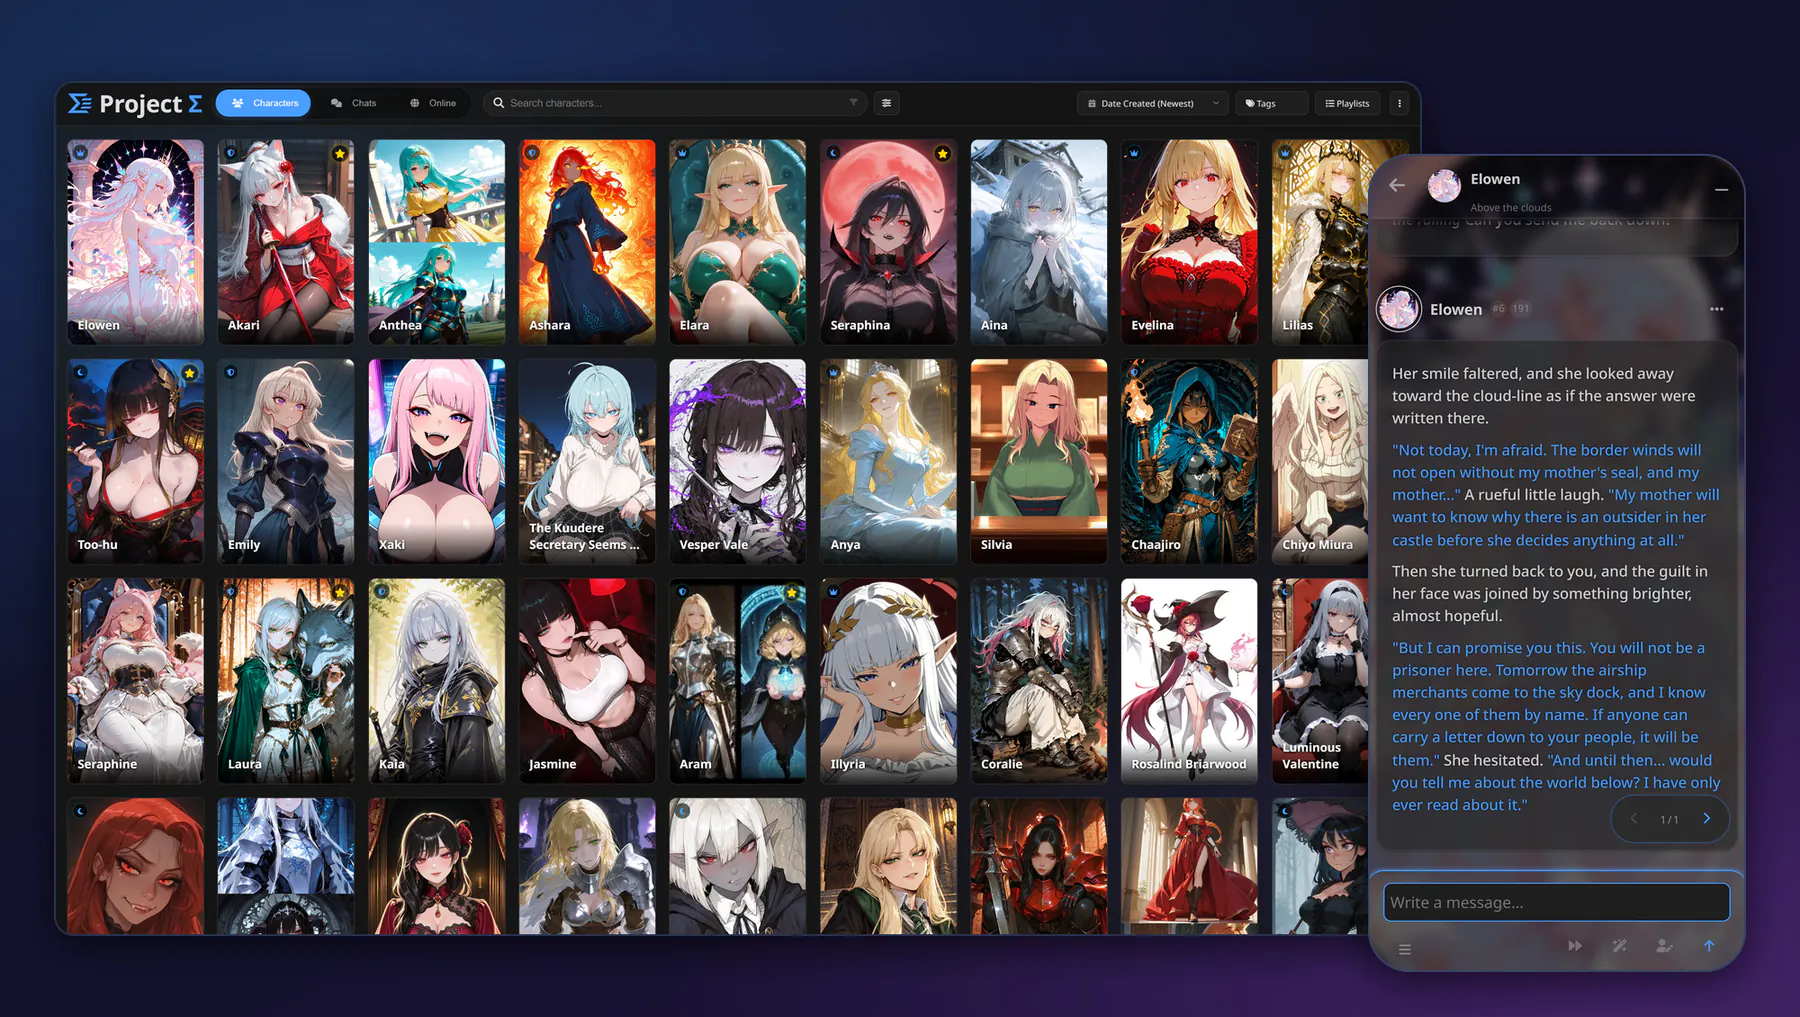 Project Σ
Characters
Chats
Online
Search characters...
Date Created (Newest)
Tags
Playlists
Elowen
Akari
Anthea
Ashara
Elara
Seraphina
Aina
Evelina
Lilias
Too-hu
Emily
Xaki
The Kuudere
Secretary Seems ...
Vesper Vale
Anya
Silvia
Chaajiro
Chiyo Miura
Seraphine
Laura
Kaia
Jasmine
Aram
Illyria
Coralie
Rosalind Briarwood
Luminous
Valentine
Elowen
Above the clouds
the falling Can you send me back down?
Elowen #6 191
Her smile faltered, and she looked away
toward the cloud-line as if the answer were
written there.
"Not today, I'm afraid. The border winds will
not open without my mother's seal, and my
mother..." A rueful little laugh. "My mother will
want to know why there is an outsider in her
castle before she decides anything at all."
Then she turned back to you, and the guilt in
her face was joined by something brighter,
almost hopeful.
"But I can promise you this. You will not be a
prisoner here. Tomorrow the airship
merchants come to the sky dock, and I know
every one of them by name. If anyone can
carry a letter down to your people, it will be
them." She hesitated. "And until then... would
you tell me about the world below? I have only
ever read about it."
1/1
Write a message...